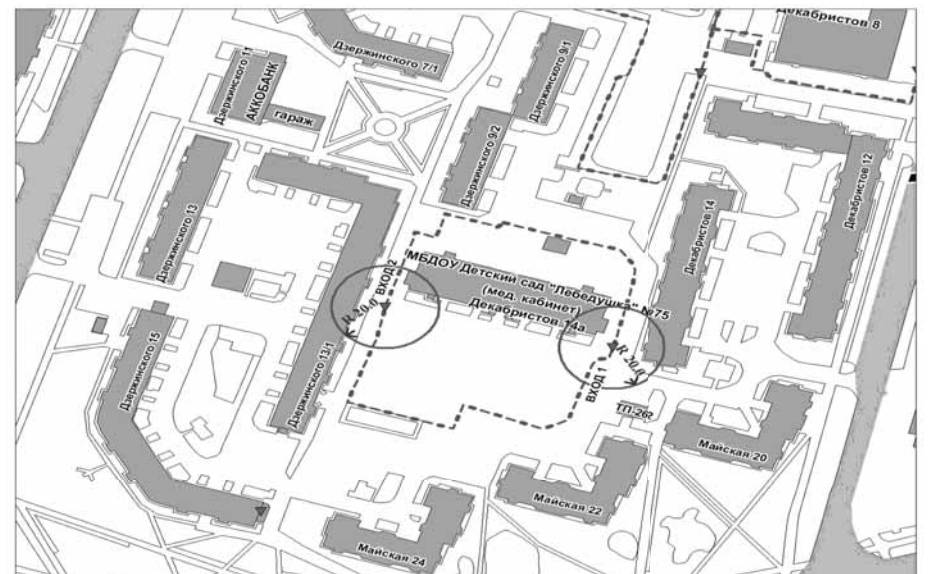 Декабристов 8
Дзержинского 7/1
Дзержинского 9/1
Дзержинского 11
АККОБАНК
гараж
Дзержинского 9/2
Декабристов 12
Дзержинского 13
Декабристов 14
МБДОУ Детский сад "Лебедушка" №75
(мед. кабинет)
Декабристов 14а
ВХОД 2
R 20.0
R 20.0
ВХОД 1
Дзержинского 15
Дзержинского 13/1
ТП-262
Майская 20
Майская 22
Майская 24